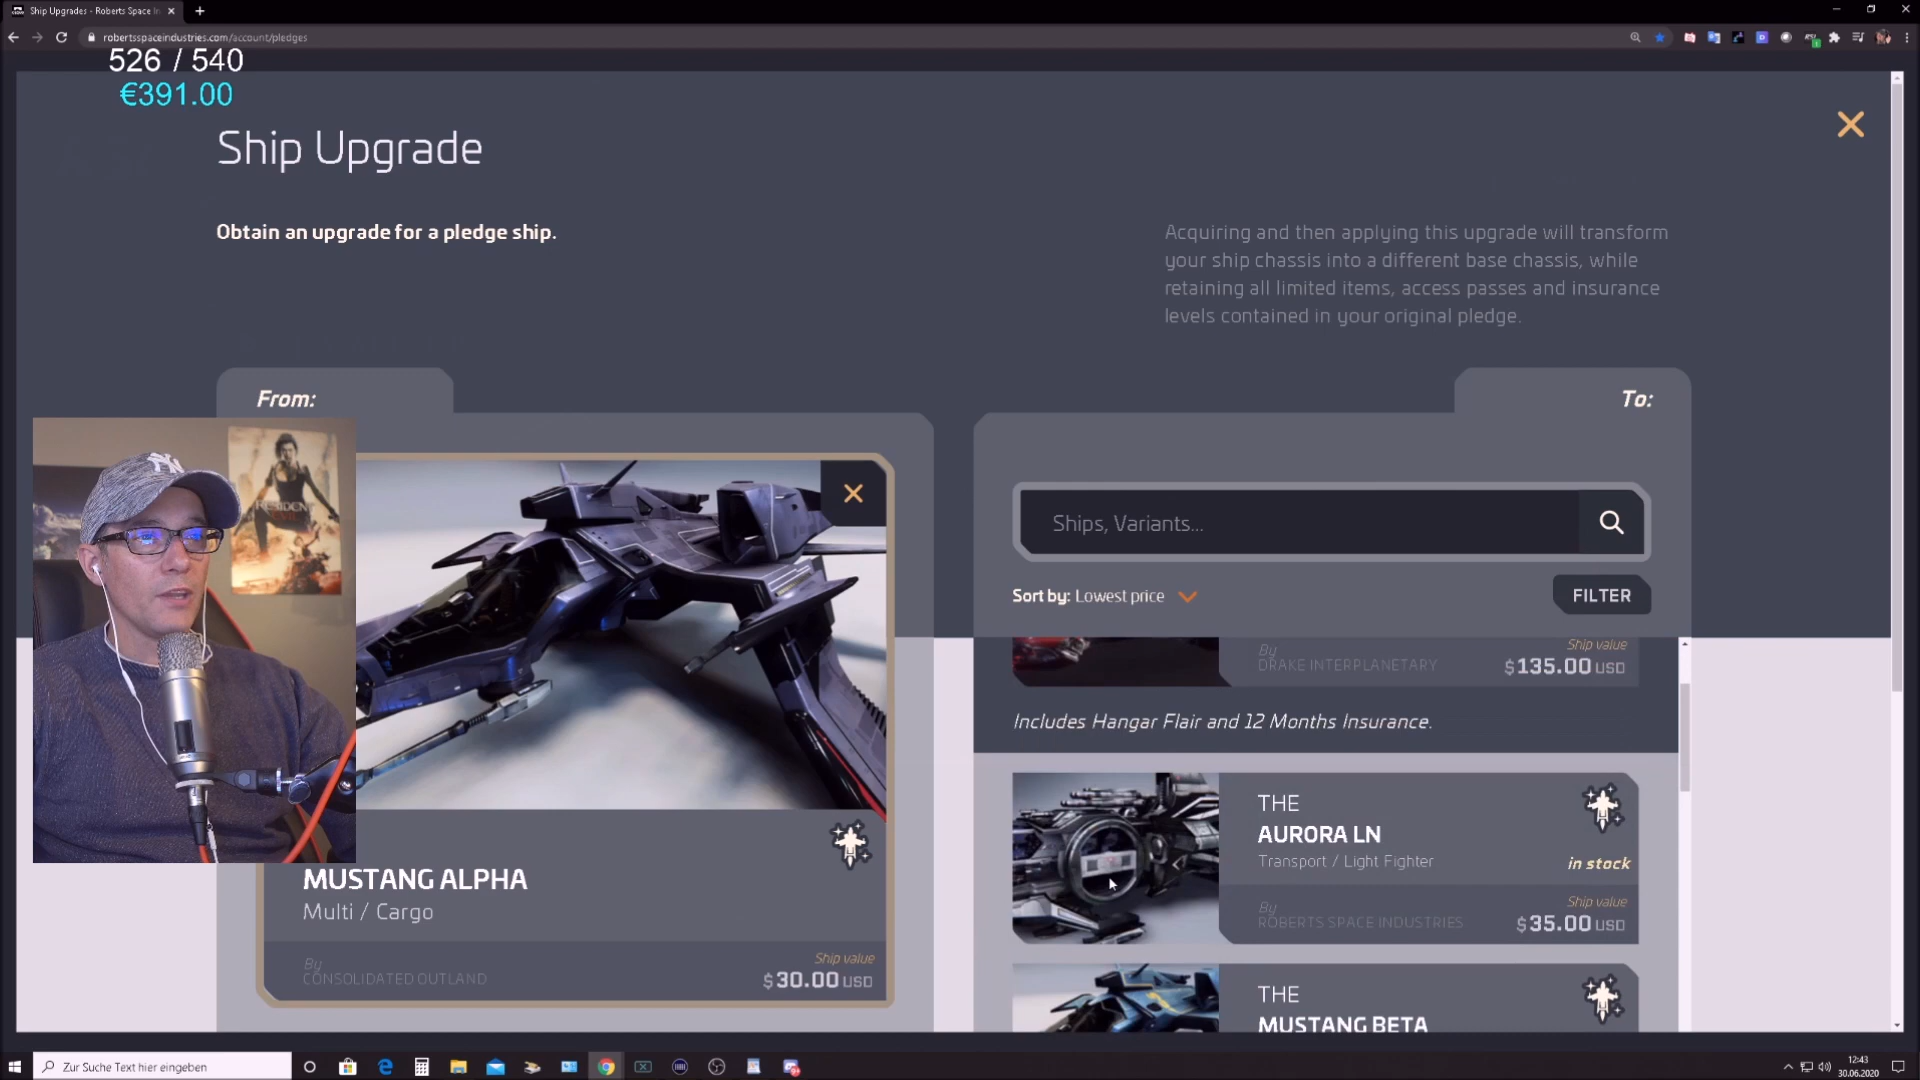 Ship Upgrades - Roberts Space In
robertsspaceindustries.com/account/pledges
526 / 540
€391.00
Ship Upgrade
Obtain an upgrade for a pledge ship.
Acquiring and then applying this upgrade will transform
your ship chassis into a different base chassis, while
retaining all limited items, access passes and insurance
levels contained in your original pledge.
From:
To:
Ships, Variants...
Sort by: Lowest price
FILTER
RESIDENT EVIL
By
DRAKE INTERPLANETARY
Ship value
$135.00 USD
Includes Hangar Flair and 12 Months Insurance.
THE
AURORA LN
Transport / Light Fighter
in stock
By
ROBERTS SPACE INDUSTRIES
Ship value
$35.00 USD
THE
MUSTANG BETA
MUSTANG ALPHA
Multi / Cargo
By
CONSOLIDATED OUTLAND
Ship value
$30.00 USD
Zur Suche Text hier eingeben
12:43
30.06.2020